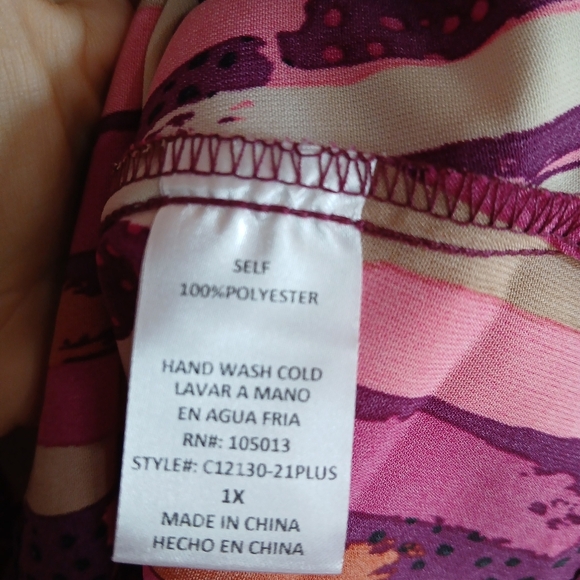 SELF
100%POLYESTER
HAND WASH COLD
LAVAR A MANO
EN AGUA FRIA
RN#: 105013
STYLE#: C12130-21PLUS
1X
MADE IN CHINA
HECHO EN CHINA